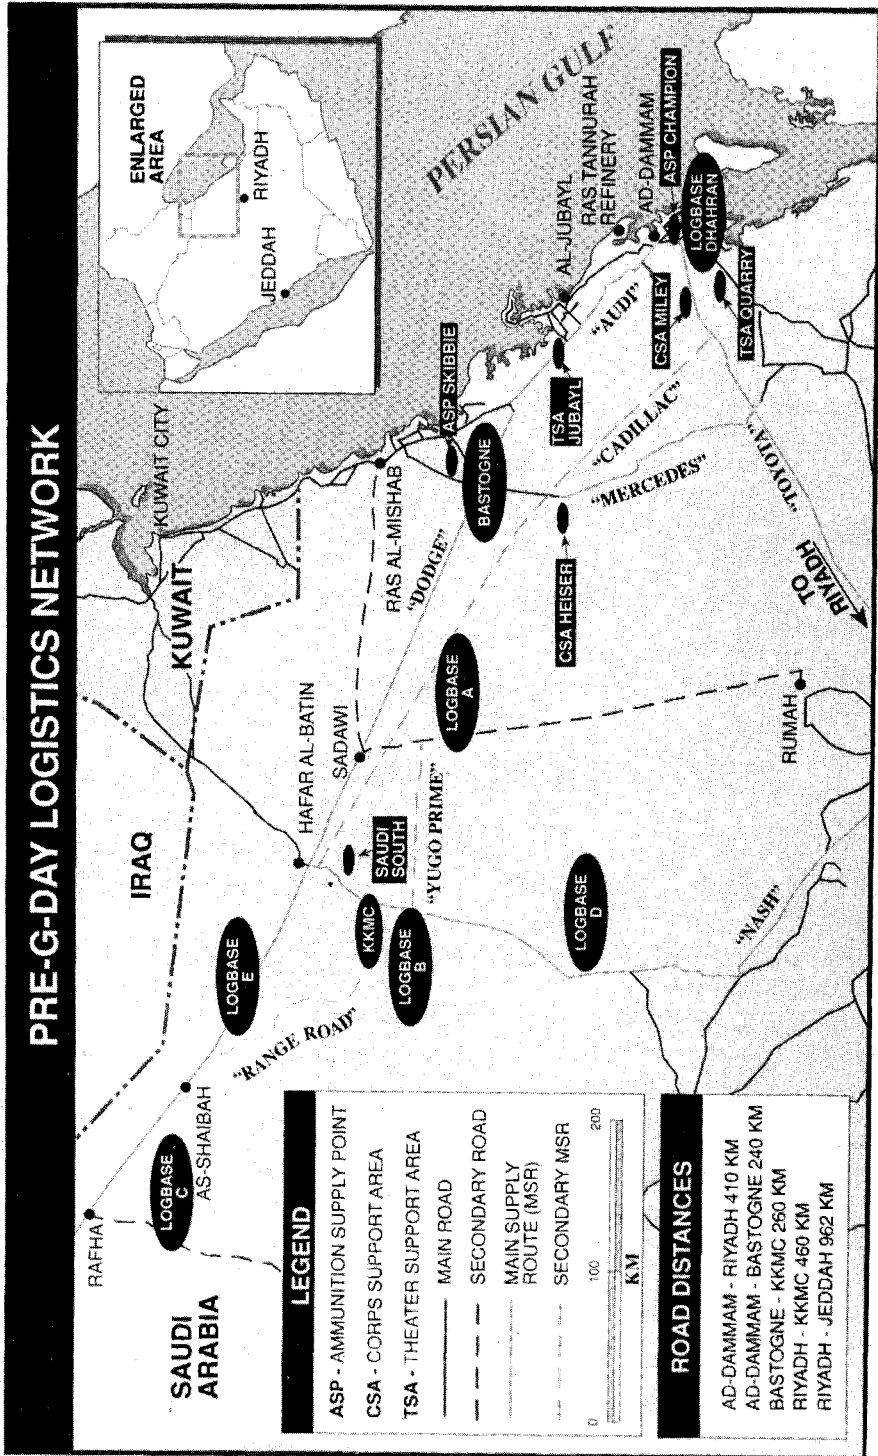 PRE-G-DAY LOGISTICS NETWORK
ENLARGED
AREA
RIYADH
JEDDAH
KUWAIT CITY
KUWAIT
IRAQ
PERSIAN GULF
RAFHA
LOGBASE
C
AS-SHAIBAH
LOGBASE
E
"RANGE ROAD"
HAFAR AL-BATIN
SADAWI
RAS AL-MISHAB
"DODGE"
ASP SKIBBIE
BASTOGNE
AL-JUBAYL
RAS TANNURAH
REFINERY
AD-DAMMAM
ASP CHAMPION
LOGBASE
DHAHRAN
"AUDI"
TSA
JUBAYL
CSA MILEY
TSA QUARRY
"CADILLAC"
"MERCEDES"
"TOYOTA"
CSA HEISER
TO
RIYADH
SAUDI
SOUTH
KKMC
LOGBASE
B
"YUGO PRIME"
LOGBASE
A
LOGBASE
D
RUMAH
"NASH"
SAUDI
ARABIA
LEGEND
ASP - AMMUNITION SUPPLY POINT
CSA - CORPS SUPPORT AREA
TSA - THEATER SUPPORT AREA
MAIN ROAD
SECONDARY ROAD
MAIN SUPPLY
ROUTE (MSR)
SECONDARY MSR
0 100 200
KM
ROAD DISTANCES
AD-DAMMAM - RIYADH 410 KM
AD-DAMMAM - BASTOGNE 240 KM
BASTOGNE - KKMC 260 KM
RIYADH - KKMC 460 KM
RIYADH - JEDDAH 962 KM